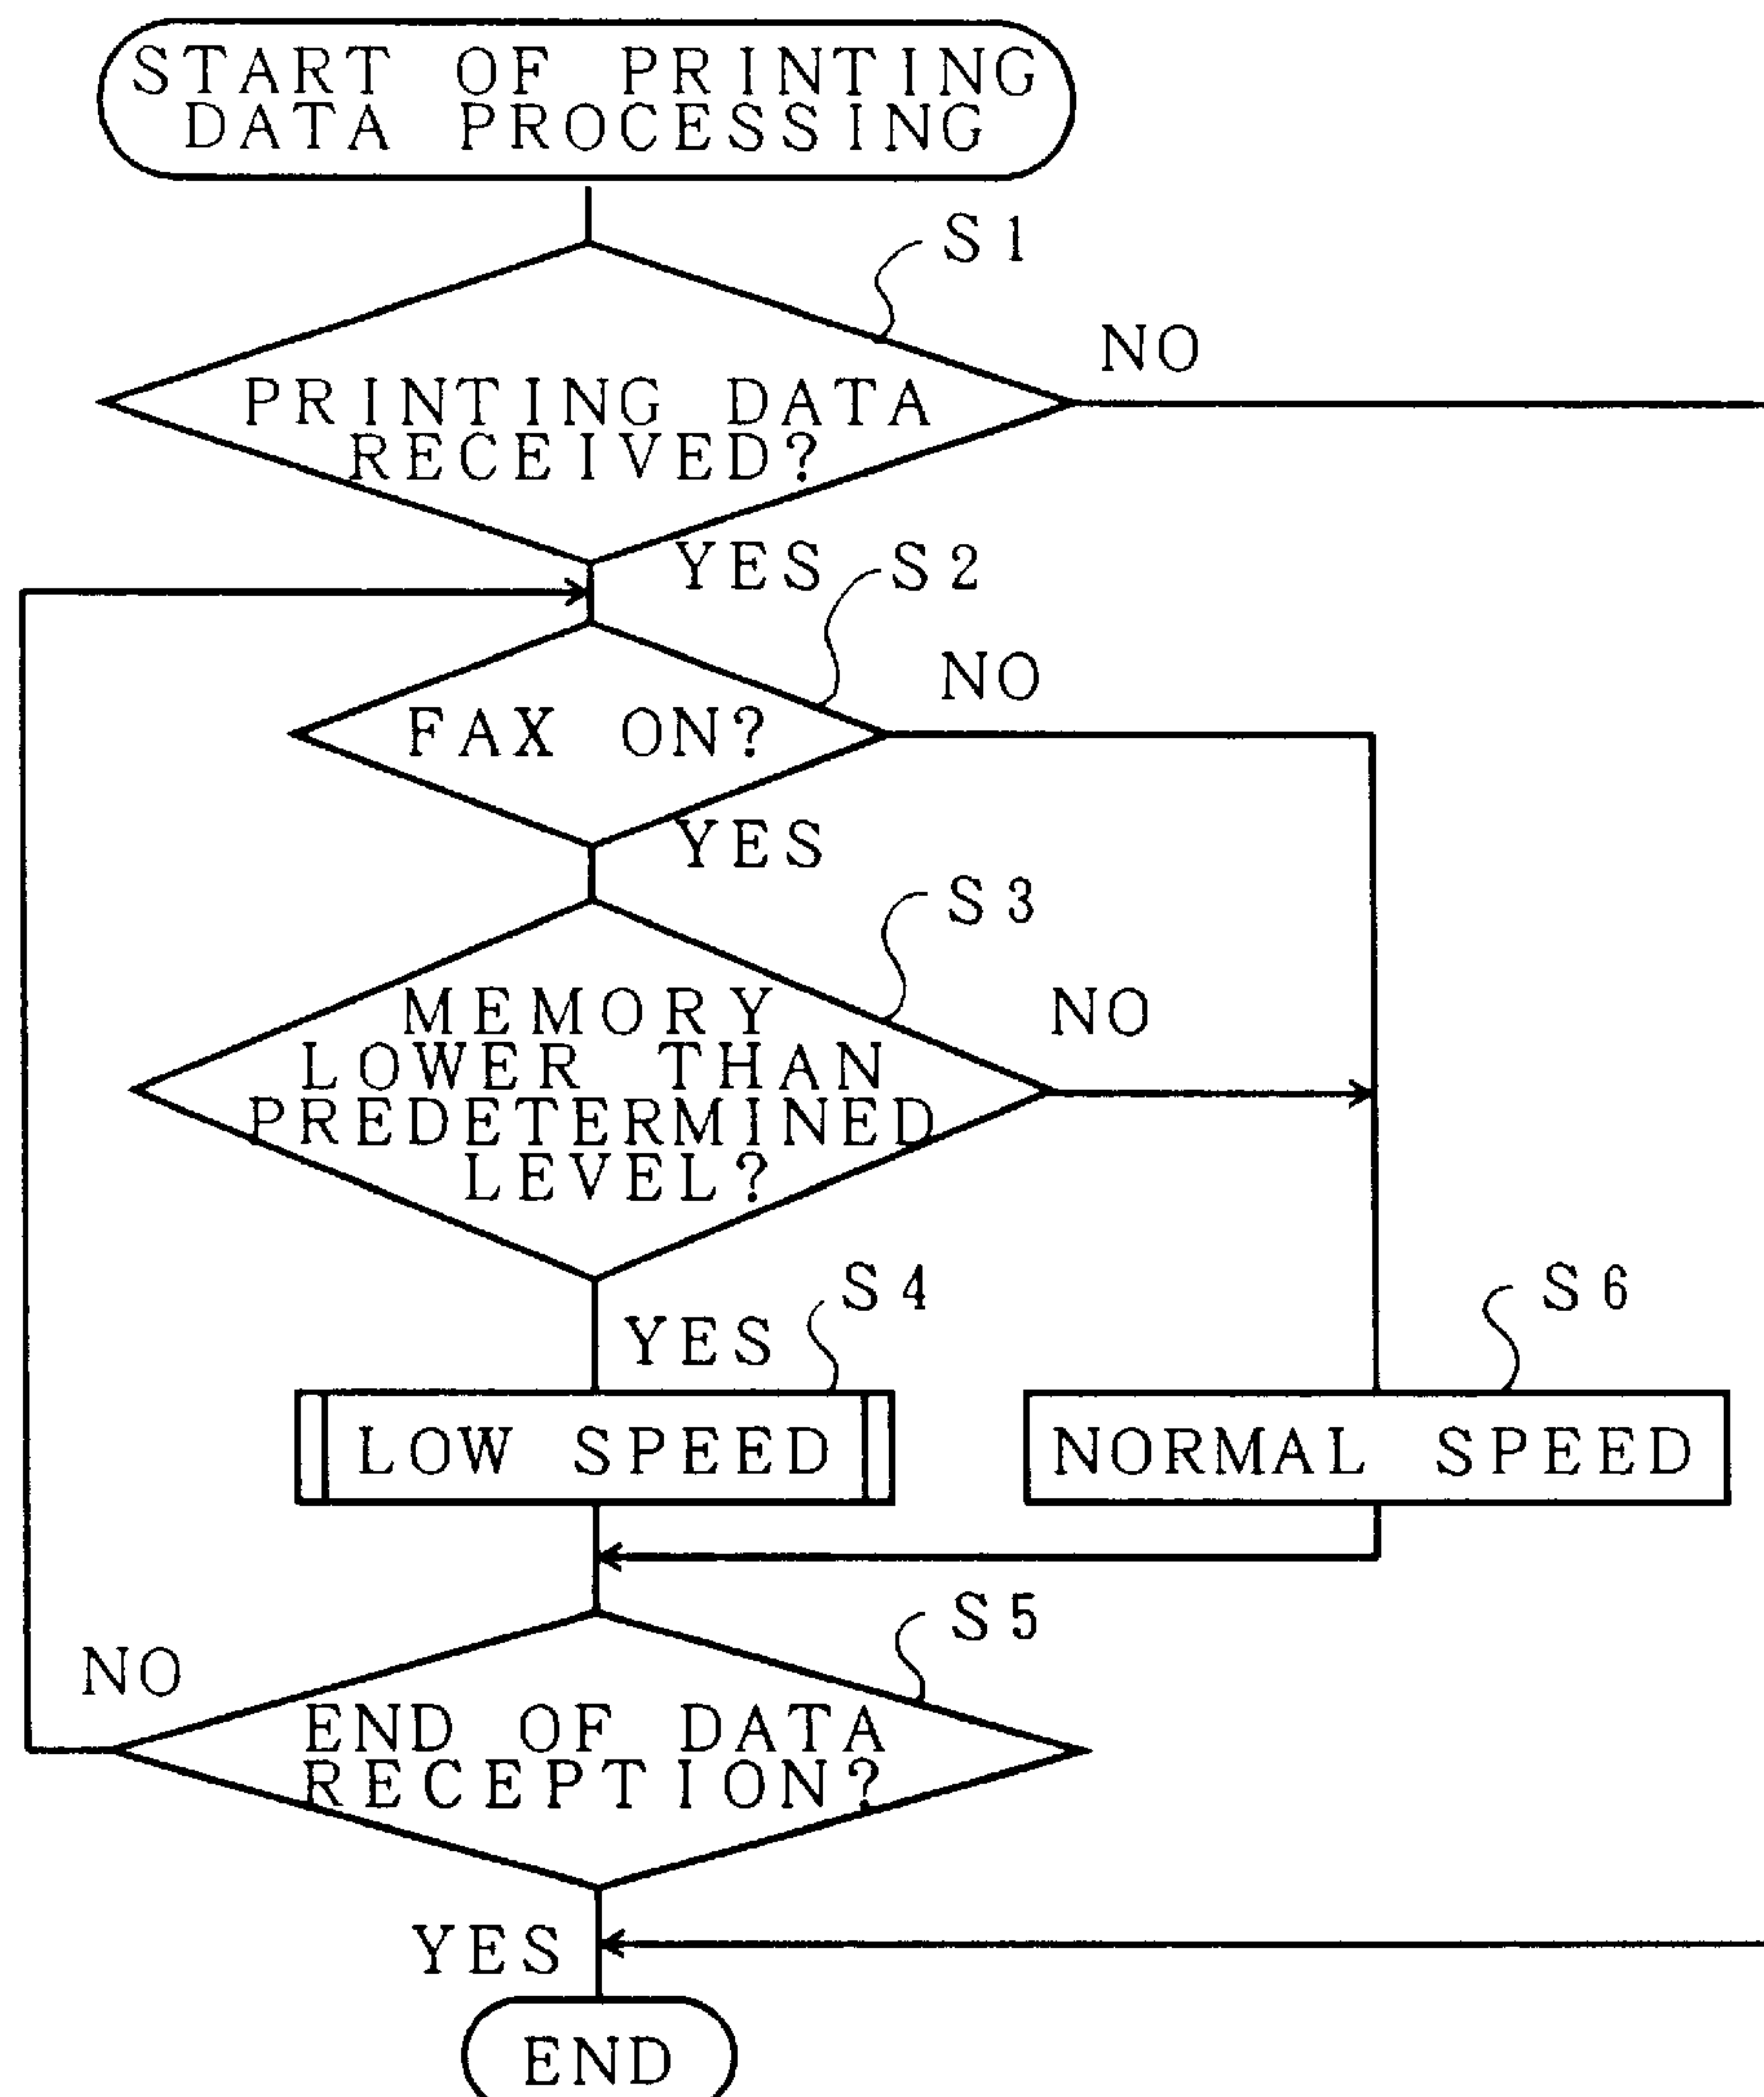 START OF PRINTING
DATA PROCESSING
S1
NO
PRINTING DATA
RECEIVED?
YES
S2
NO
FAX ON?
YES
S3
MEMORY
LOWER THAN
PREDETERMINED
LEVEL?
NO
YES
S4
S6
LOW SPEED
NORMAL SPEED
S5
NO
END OF DATA
RECEPTION?
YES
END